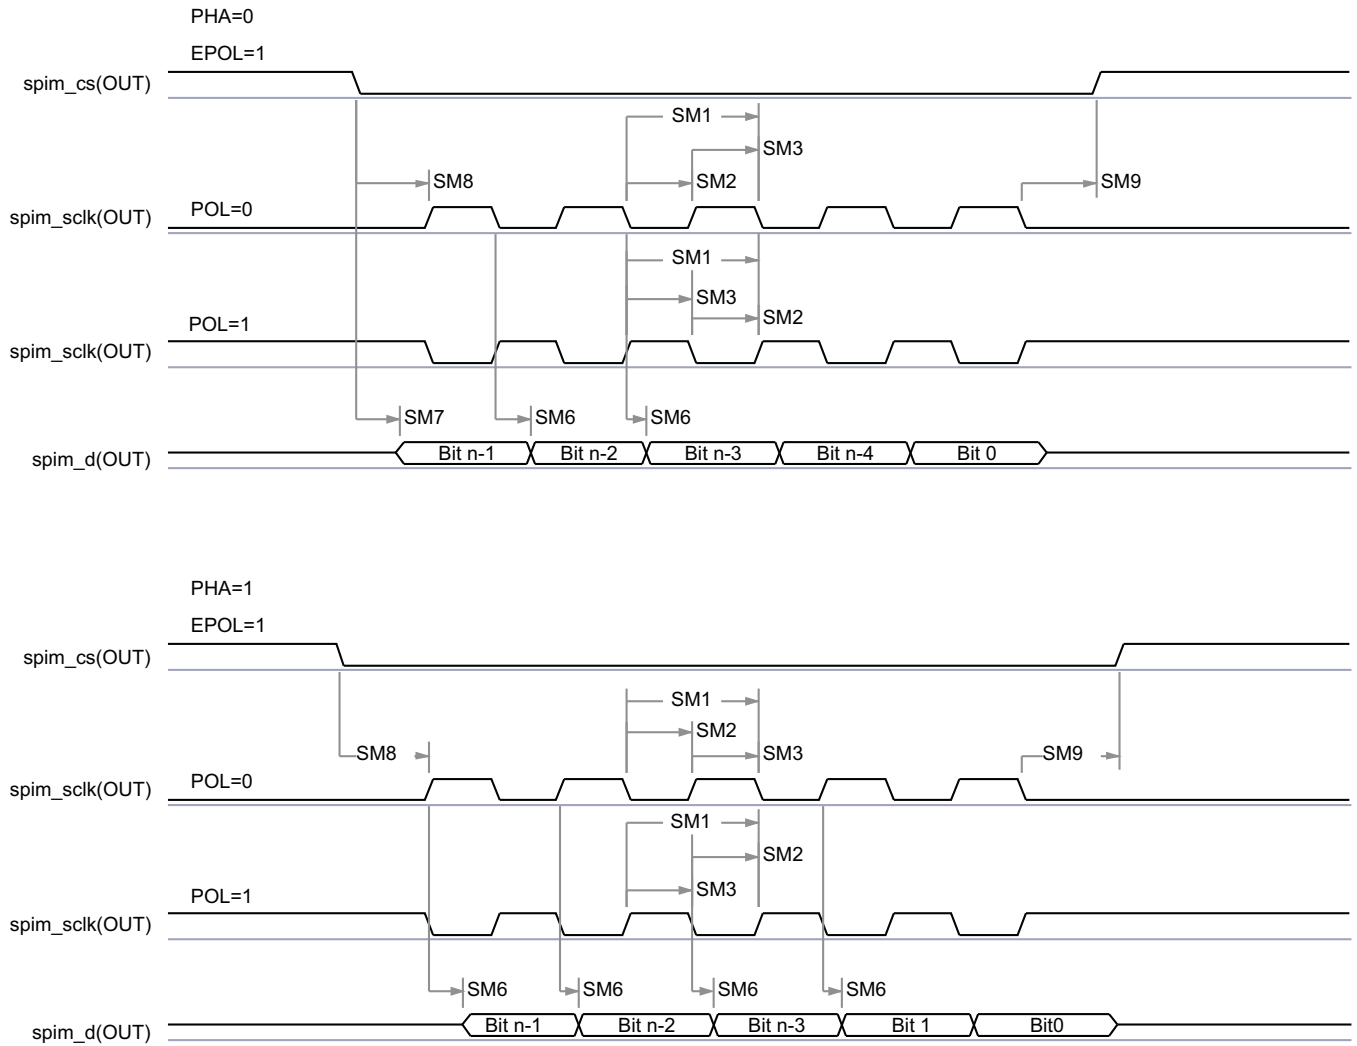 PHA=0
EPOL=1
spim_cs(OUT)
SM1
SM3
SM8
SM2
SM9
POL=0
spim_sclk(OUT)
SM1
SM3
SM2
POL=1
spim_sclk(OUT)
SM7
SM6
SM6
spim_d(OUT)
Bit n-1
Bit n-2
Bit n-3
Bit n-4
Bit 0
PHA=1
EPOL=1
spim_cs(OUT)
SM1
SM2
SM8
SM3
SM9
POL=0
spim_sclk(OUT)
SM1
SM2
SM3
POL=1
spim_sclk(OUT)
SM6
SM6
SM6
SM6
spim_d(OUT)
Bit n-1
Bit n-2
Bit n-3
Bit 1
Bit0